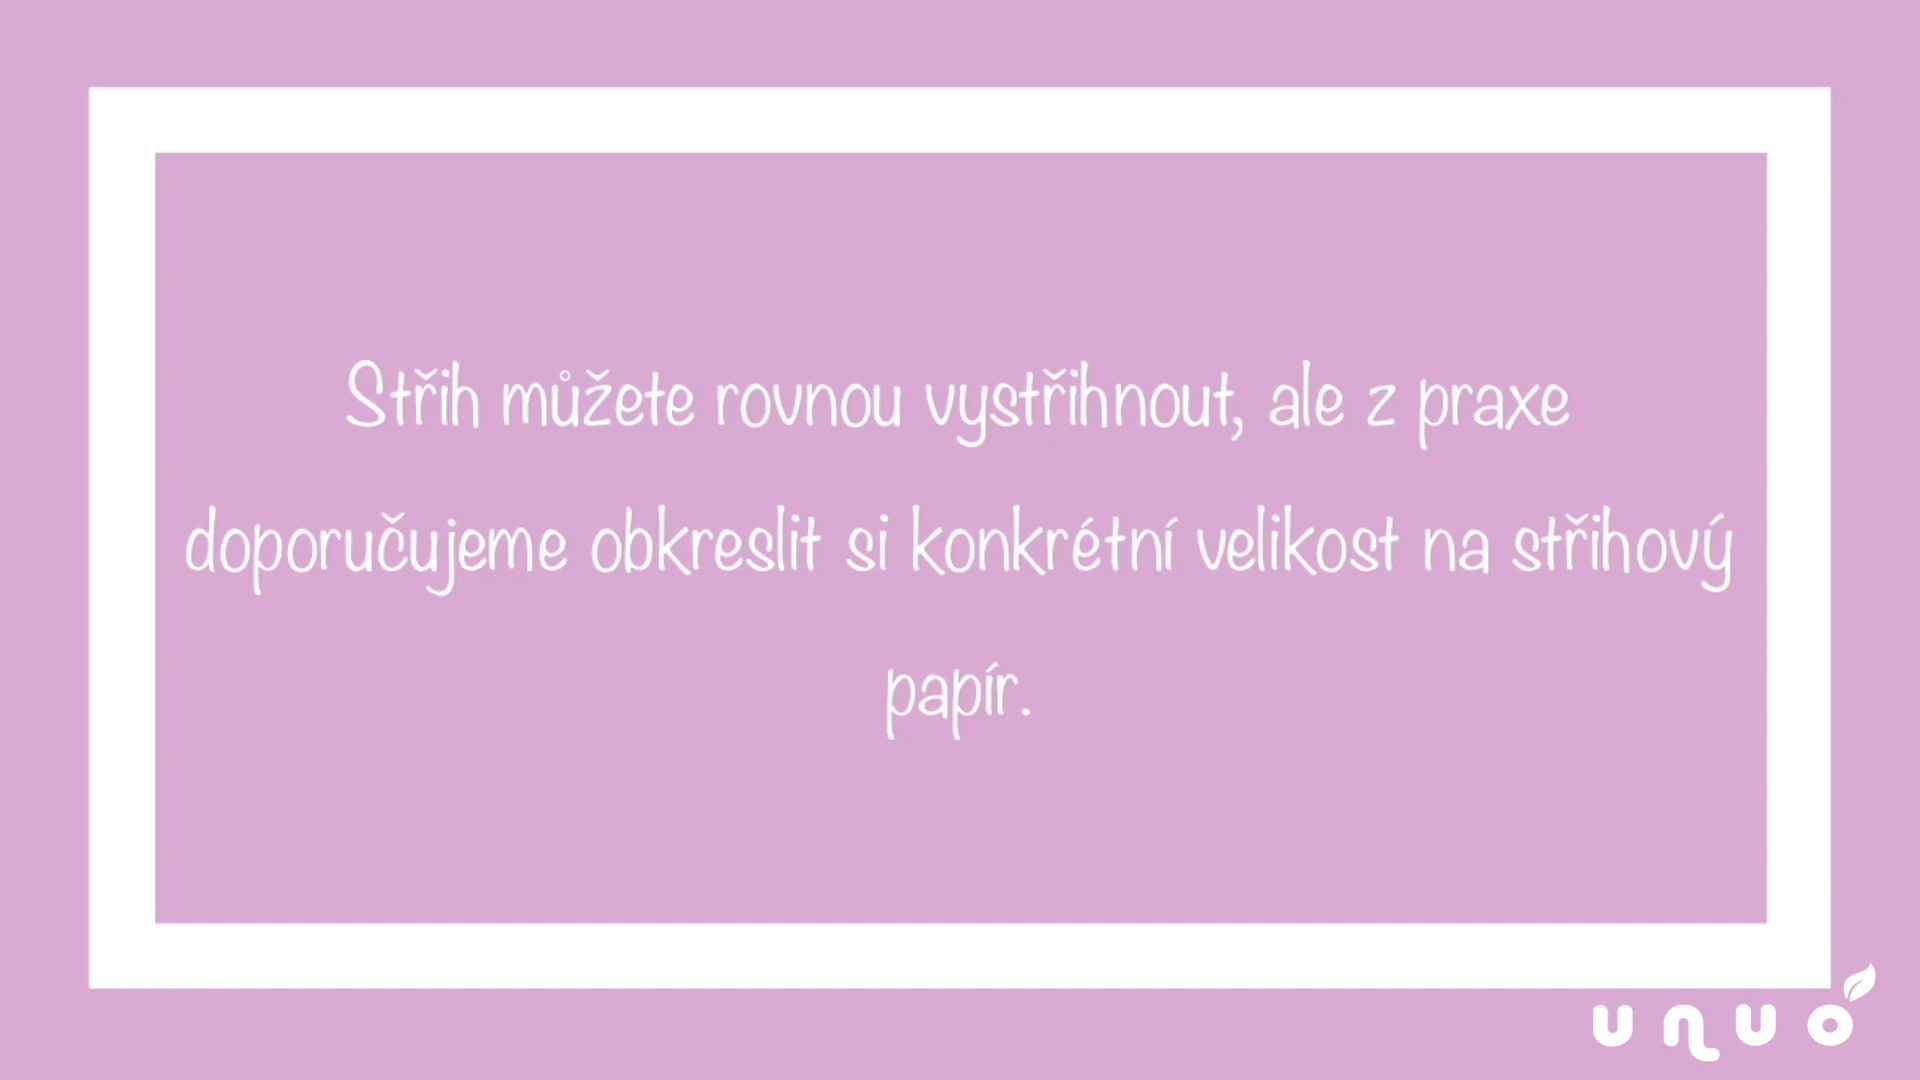 Střih můžete rovnou vystřihnout, ale z praxe
doporučujeme obkreslit si konkrétní velikost na střihový
papír.
unuo